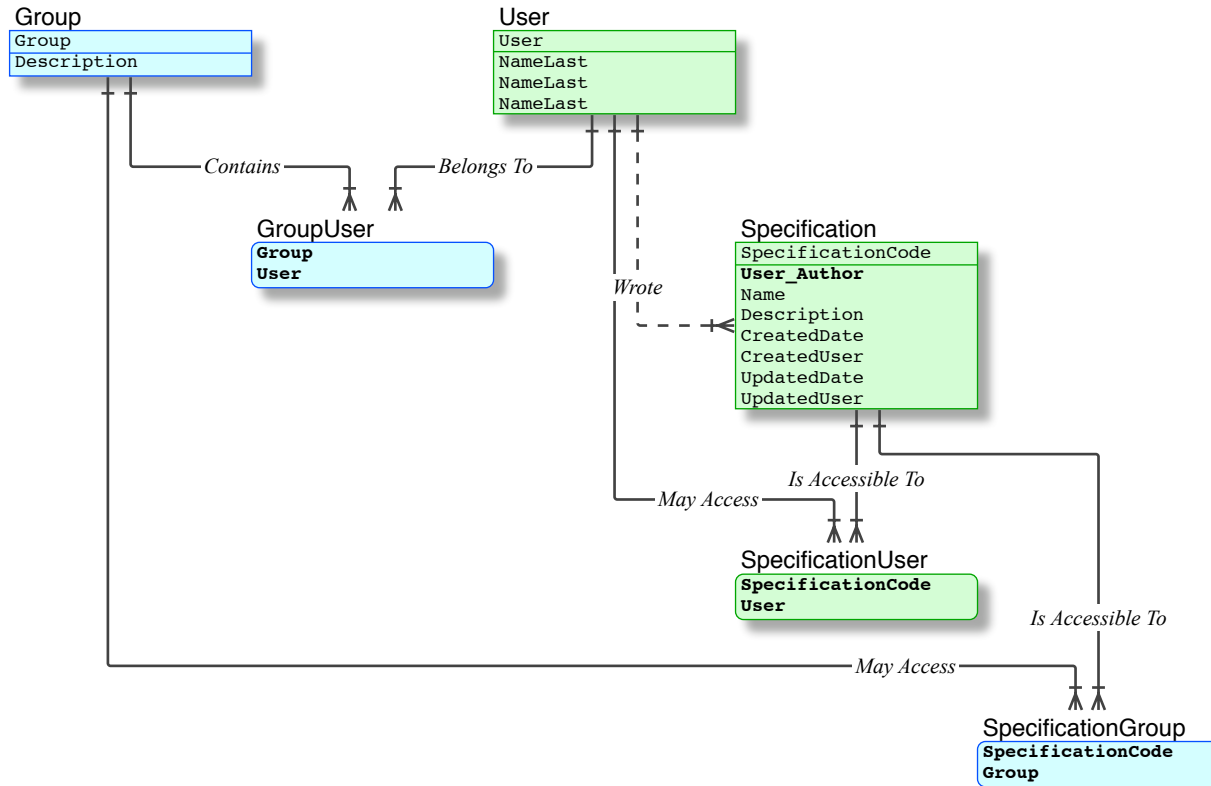 Group
Group
Description
User
User
NameLast
NameLast
NameLast
Contains
Belongs To
GroupUser
Group
User
Wrote
Specification
SpecificationCode
User_Author
Name
Description
CreatedDate
CreatedUser
UpdatedDate
UpdatedUser
Is Accessible To
May Access
SpecificationUser
SpecificationCode
User
Is Accessible To
May Access
SpecificationGroup
SpecificationCode
Group